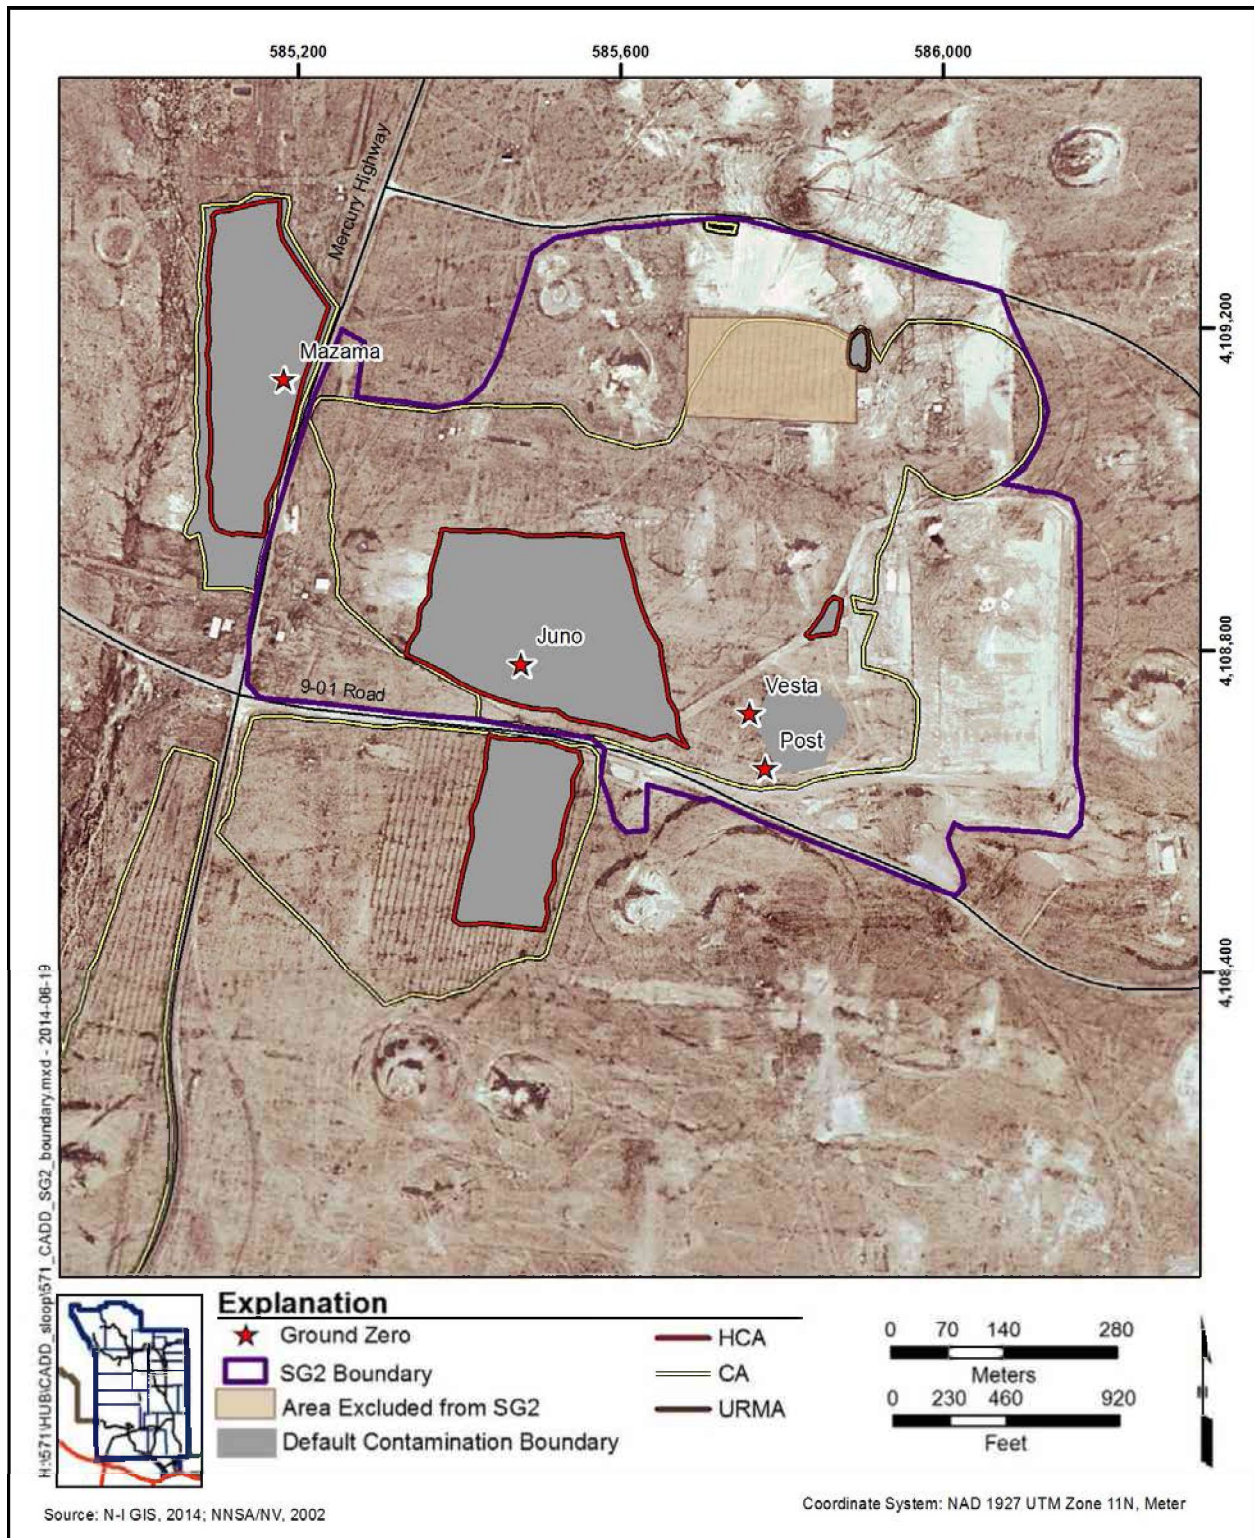 585,200 585,600 586,000
Mercury Highway
4,109,200
Mazama
4,108,800
Juno
9-01 Road
Vesta
Post
4,108,400
H:\571\HUB\CADD_sloop\571_CADD_SG2_boundary.mxd - 2014-06-19
Explanation
Ground Zero
SG2 Boundary
Area Excluded from SG2
Default Contamination Boundary
HCA
CA
URMA
0 70 140 280
Meters
0 230 460 920
Feet
Source: N-I GIS, 2014; NNSA/NV, 2002
Coordinate System: NAD 1927 UTM Zone 11N, Meter